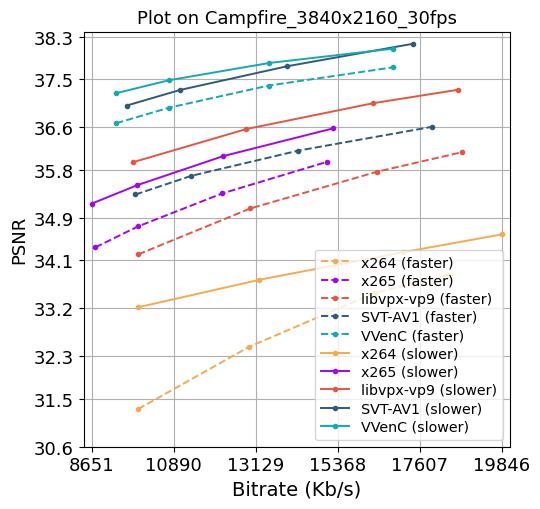 Plot on Campfire_3840x2160_30fps
38.3
37.5
36.6
35.8
34.9
34.1
33.2
32.3
31.5
30.6
PSNR
x264 (faster)
x265 (faster)
libvpx-vp9 (faster)
SVT-AV1 (faster)
VVenC (faster)
x264 (slower)
x265 (slower)
libvpx-vp9 (slower)
SVT-AV1 (slower)
VVenC (slower)
8651 10890 13129 15368 17607 19846
Bitrate (Kb/s)